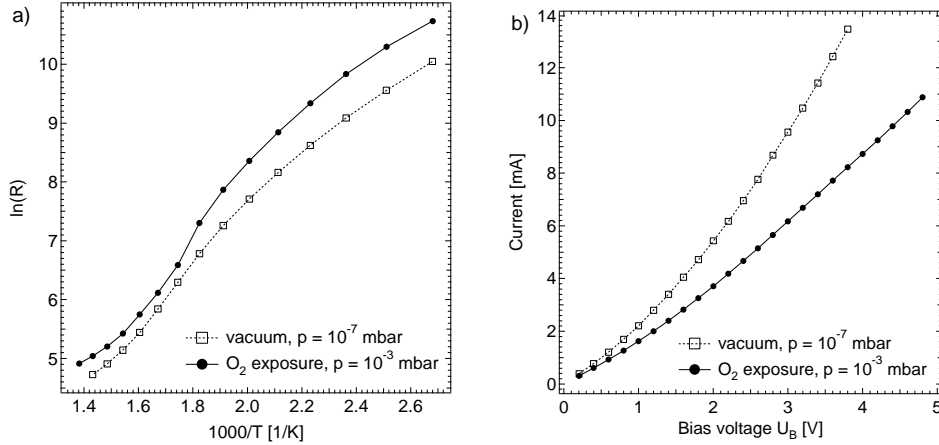 a)
ln(R)
10
9
8
7
6
5
1.4 1.6 1.8 2.0 2.2 2.4 2.6
1000/T [1/K]
vacuum, p = 10⁻⁷ mbar
O₂ exposure, p = 10⁻³ mbar
b)
Current [mA]
14
12
10
8
6
4
2
0
0 1 2 3 4 5
Bias voltage U_B [V]
vacuum, p = 10⁻⁷ mbar
O₂ exposure, p = 10⁻³ mbar